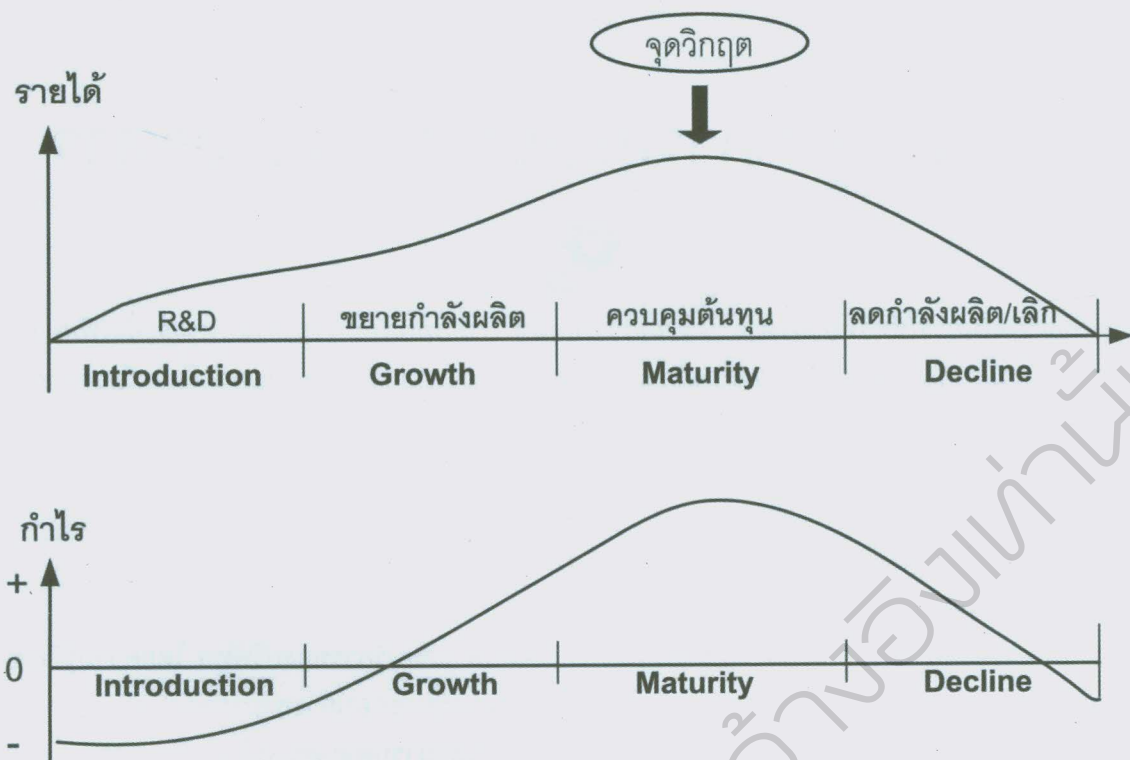 จุดวิกฤต
รายได้
R&D ขยายกำลังผลิต ควบคุมต้นทุน ลดกำลังผลิต/เลิก
Introduction Growth Maturity Decline
กำไร
+
0
Introduction Growth Maturity Decline
-